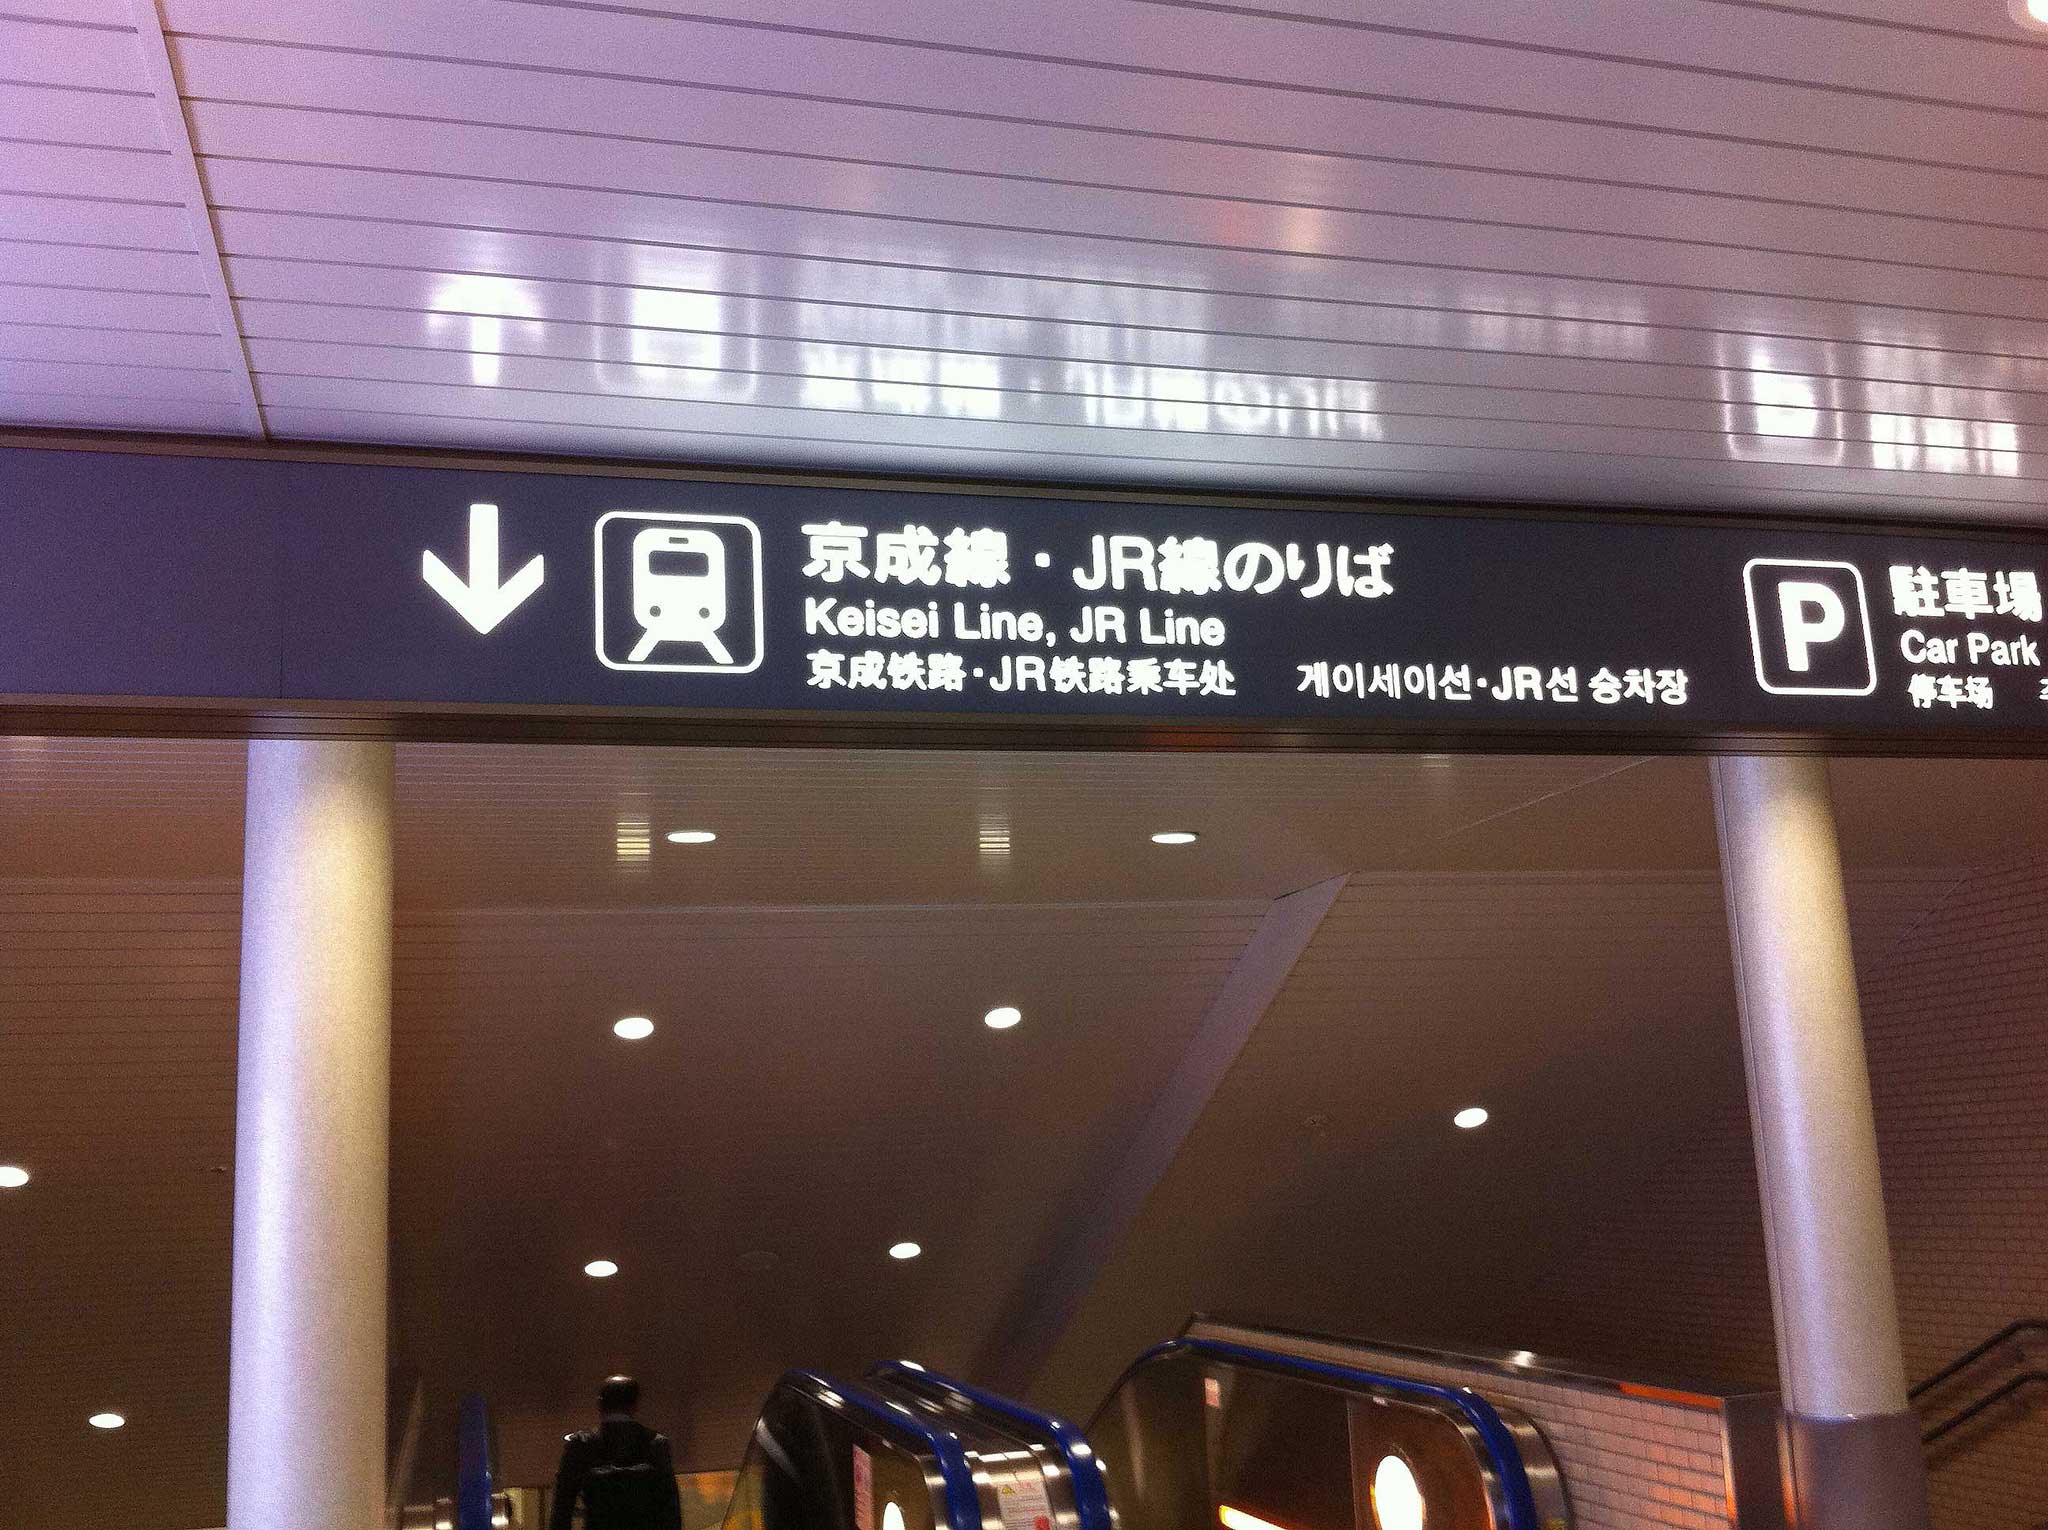 京成線・JR線のりば
Keisei Line, JR Line
京成铁路・JR铁路乘车处 게이세이선・JR선 승차장
P
駐車場
Car Park
停车场